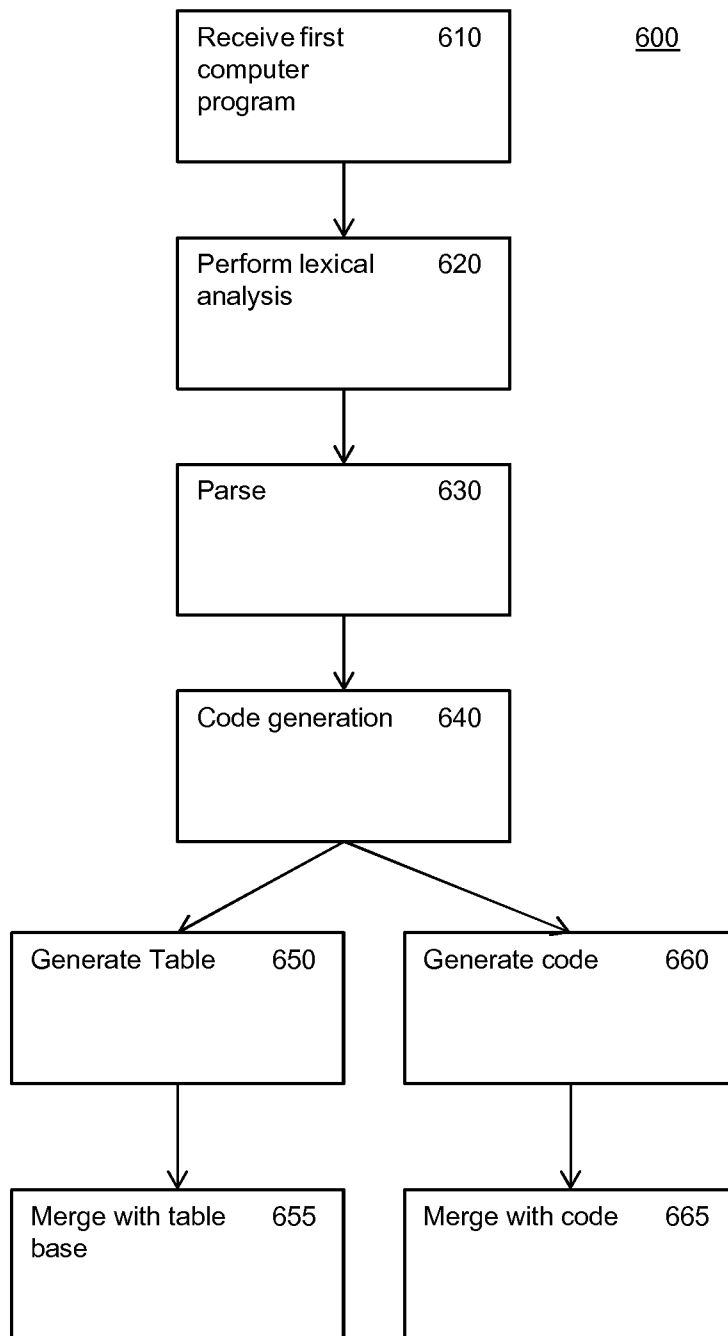 Receive first 610 600
computer
program
Perform lexical 620
analysis
Parse 630
Code generation 640
Generate Table 650
Generate code 660
Merge with table 655
base
Merge with code 665